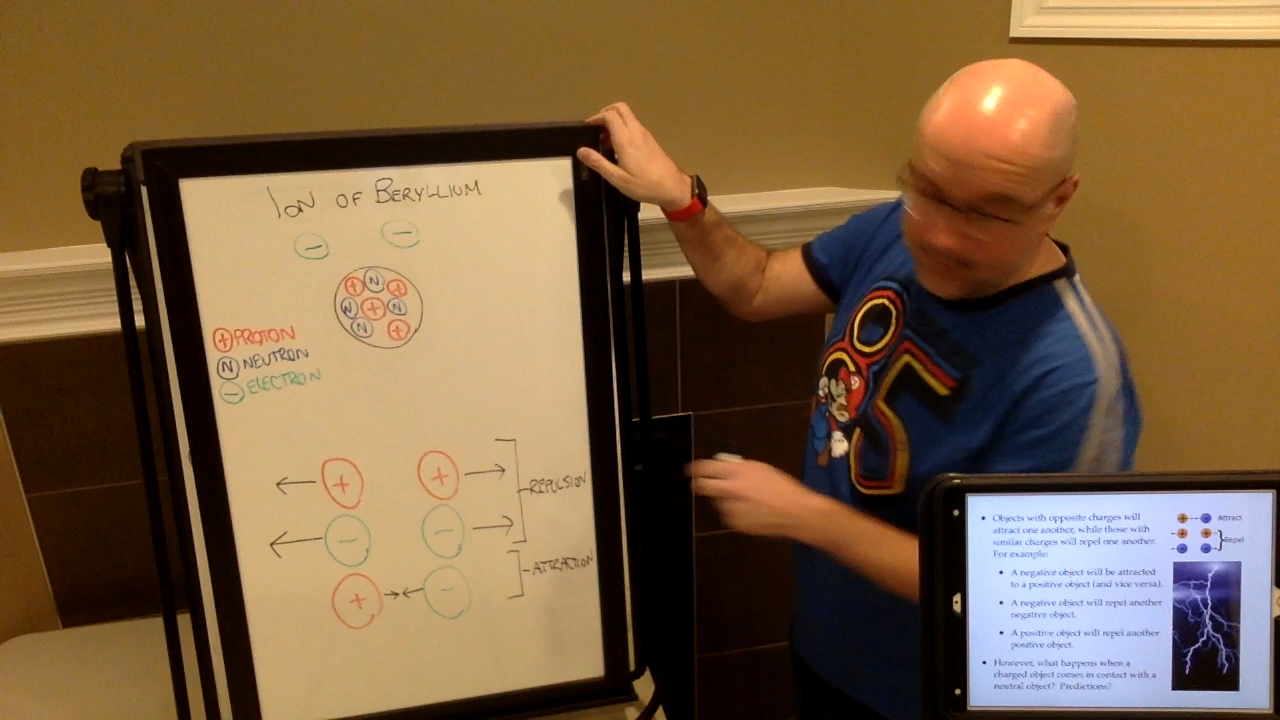 ION OF BERYLLIUM
− −
+ N +
N + N
N +
+ PROTON
N NEUTRON
− ELECTRON
← + + →
REPULSION
← − − →
+ →← −
ATTRACTION
• Objects with opposite charges will
attract one another, while those with
similar charges will repel one another.
For example:
• A negative object will be attracted
to a positive object (and vice versa).
• A negative object will repel another
negative object.
• A positive object will repel another
positive object.
• However, what happens when a
charged object comes in contact with a
neutral object? Predictions?
Attract
Repel